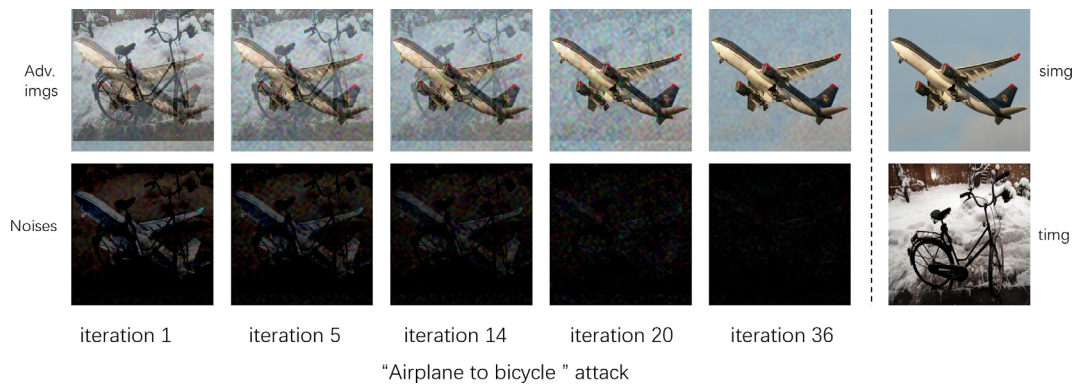 Adv.
imgs
simg
Noises
timg
iteration 1
iteration 5
iteration 14
iteration 20
iteration 36
“Airplane to bicycle ” attack